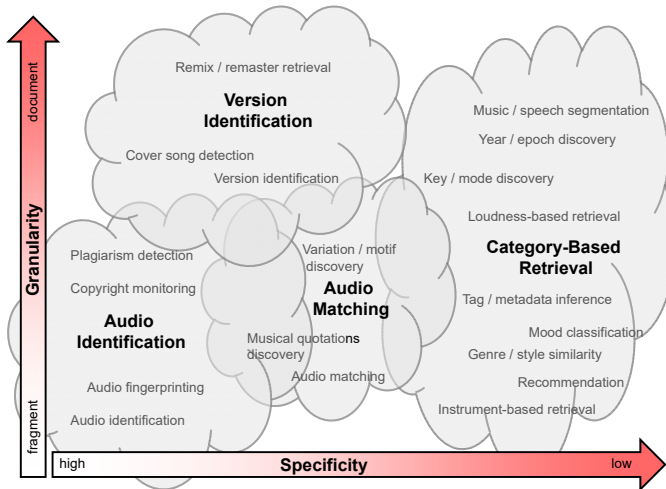 document
Granularity
fragment
Remix / remaster retrieval
Version
Identification
Cover song detection
Version identification
Plagiarism detection
Copyright monitoring
Audio
Identification
Audio fingerprinting
Audio identification
Variation / motif
discovery
Audio
Matching
Musical quotations
discovery
Audio matching
Music / speech segmentation
Year / epoch discovery
Key / mode discovery
Loudness-based retrieval
Category-Based
Retrieval
Tag / metadata inference
Mood classification
Genre / style similarity
Recommendation
Instrument-based retrieval
high
Specificity
low